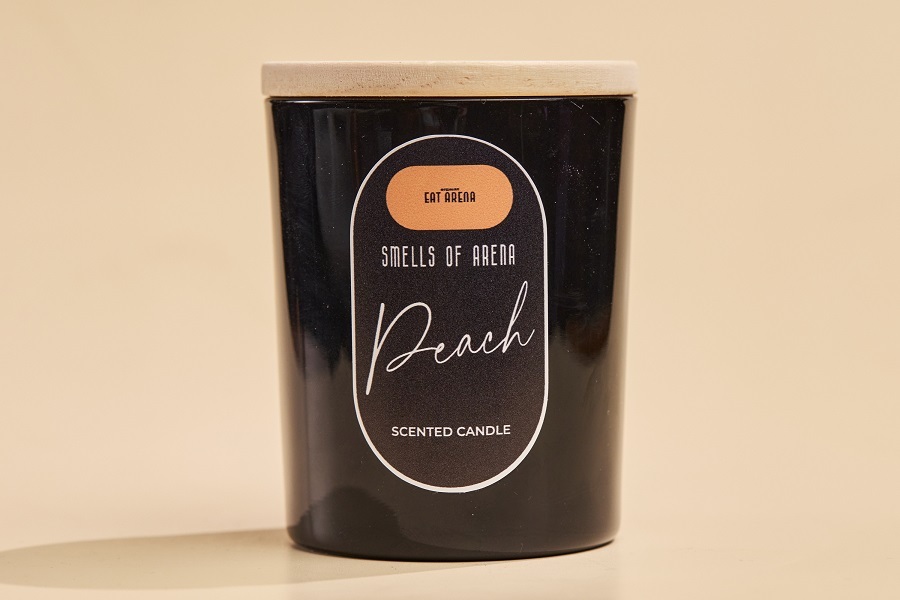 EAT ARENA
SMELLS OF ARENA
Peach
SCENTED CANDLE